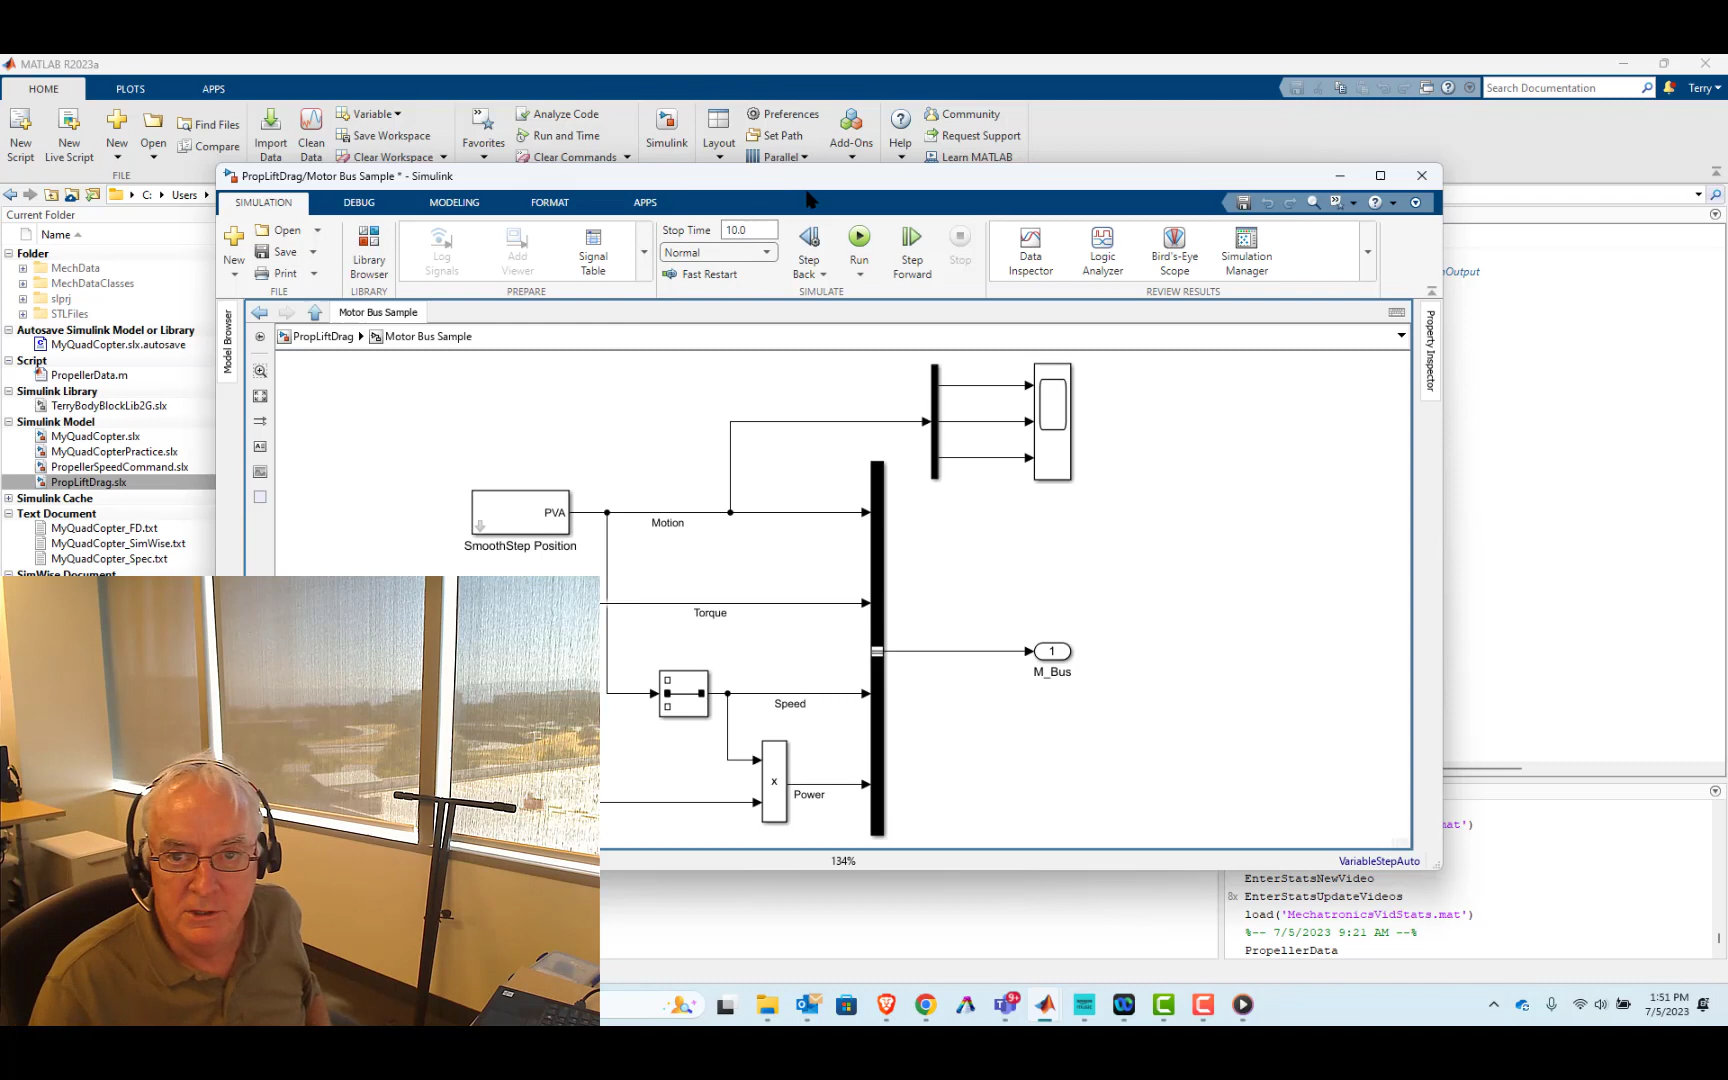 MATLAB R2023a
HOME PLOTS APPS
Search Documentation
Terry
New Script
New Live Script
New
Open
Find Files
Compare
Import Data
Clean Data
Variable
Save Workspace
Clear Workspace
Favorites
Analyze Code
Run and Time
Clear Commands
Simulink
Layout
Preferences
Set Path
Parallel
Add-Ons
Help
Community
Request Support
Learn MATLAB
FILE
C: Users
Current Folder
Name
Folder
MechData
MechDataClasses
slprj
STLFiles
Autosave Simulink Model or Library
MyQuadCopter.slx.autosave
Script
PropellerData.m
Simulink Library
TerryBodyBlockLib2G.slx
Simulink Model
MyQuadCopter.slx
MyQuadCopterPractice.slx
PropellerSpeedCommand.slx
PropLiftDrag.slx
Simulink Cache
Text Document
MyQuadCopter_FD.txt
MyQuadCopter_SimWise.txt
MyQuadCopter_Spec.txt
SimWise Document
PropLiftDrag/Motor Bus Sample * - Simulink
SIMULATION DEBUG MODELING FORMAT APPS
New
Open
Save
Print
FILE
Library Browser
LIBRARY
Log Signals
Add Viewer
Signal Table
PREPARE
Stop Time 10.0
Normal
Fast Restart
Step Back
Run
Step Forward
Stop
SIMULATE
Data Inspector
Logic Analyzer
Bird's-Eye Scope
Simulation Manager
REVIEW RESULTS
Model Browser
Motor Bus Sample
PropLiftDrag Motor Bus Sample
Property Inspector
PVA
SmoothStep Position
Motion
Torque
Speed
x
Power
1
M_Bus
134%
VariableStepAuto
nOutput
at')
EnterStatsNewVideo
8x EnterStatsUpdateVideos
load('MechatronicsVidStats.mat')
%-- 7/5/2023 9:21 AM --%
PropellerData
9+
1:51 PM
7/5/2023